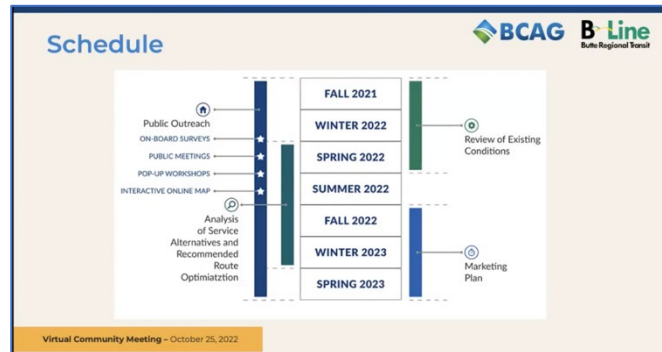 Schedule
BCAG
B-Line
Butte Regional Transit
FALL 2021
WINTER 2022
SPRING 2022
SUMMER 2022
FALL 2022
WINTER 2023
SPRING 2023
Public Outreach
ON-BOARD SURVEYS
PUBLIC MEETINGS
POP-UP WORKSHOPS
INTERACTIVE ONLINE MAP
Analysis
of Service
Alternatives and
Recommended
Route
Optimiatztion
Review of Existing
Conditions
Marketing
Plan
Virtual Community Meeting – October 25, 2022